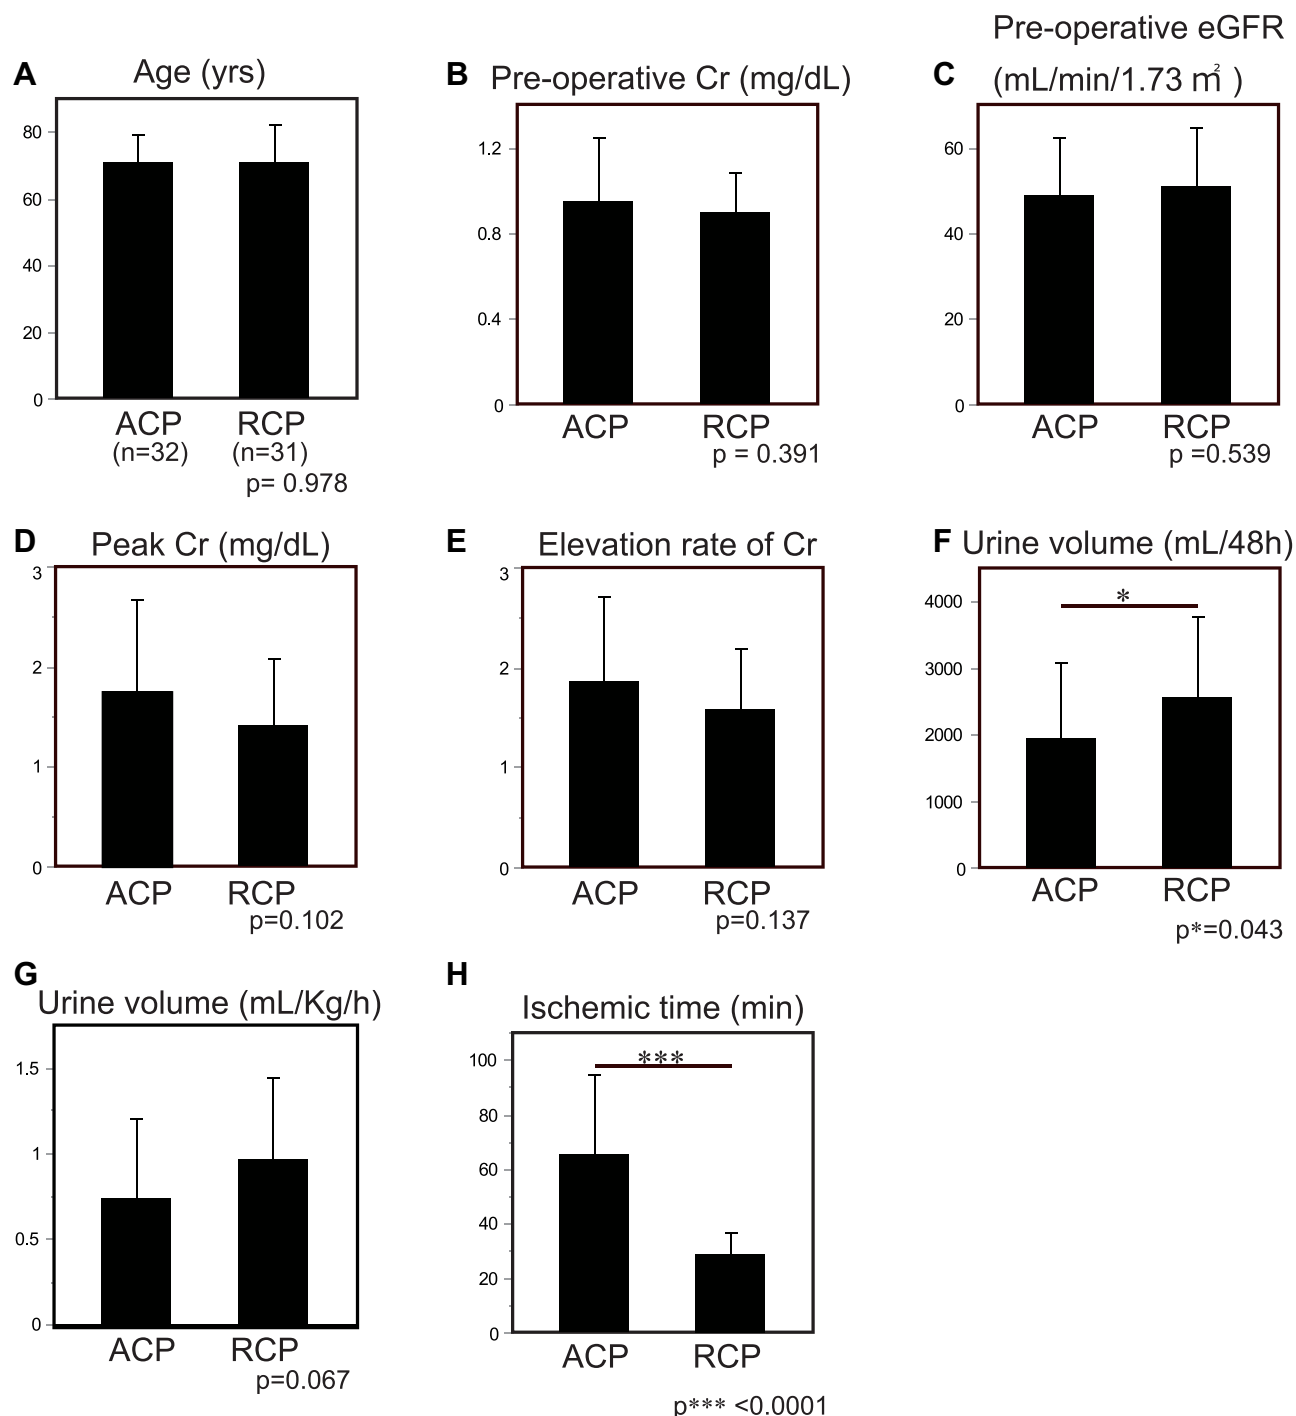 A Age (yrs)
80
60
40
20
0
ACP RCP
(n=32) (n=31)
p= 0.978
B Pre-operative Cr (mg/dL)
1.2
0.8
0.4
0
ACP RCP
p = 0.391
Pre-operative eGFR
C (mL/min/1.73 m² )
60
40
20
0
ACP RCP
p =0.539
D Peak Cr (mg/dL)
3
2
1
0
ACP RCP
p=0.102
E Elevation rate of Cr
3
2
1
0
ACP RCP
p=0.137
F Urine volume (mL/48h)
4000
*
3000
2000
1000
0
ACP RCP
p*=0.043
G
Urine volume (mL/Kg/h)
1.5
1
0.5
0
ACP RCP
p=0.067
H
Ischemic time (min)
100
***
80
60
40
20
0
ACP RCP
p*** <0.0001